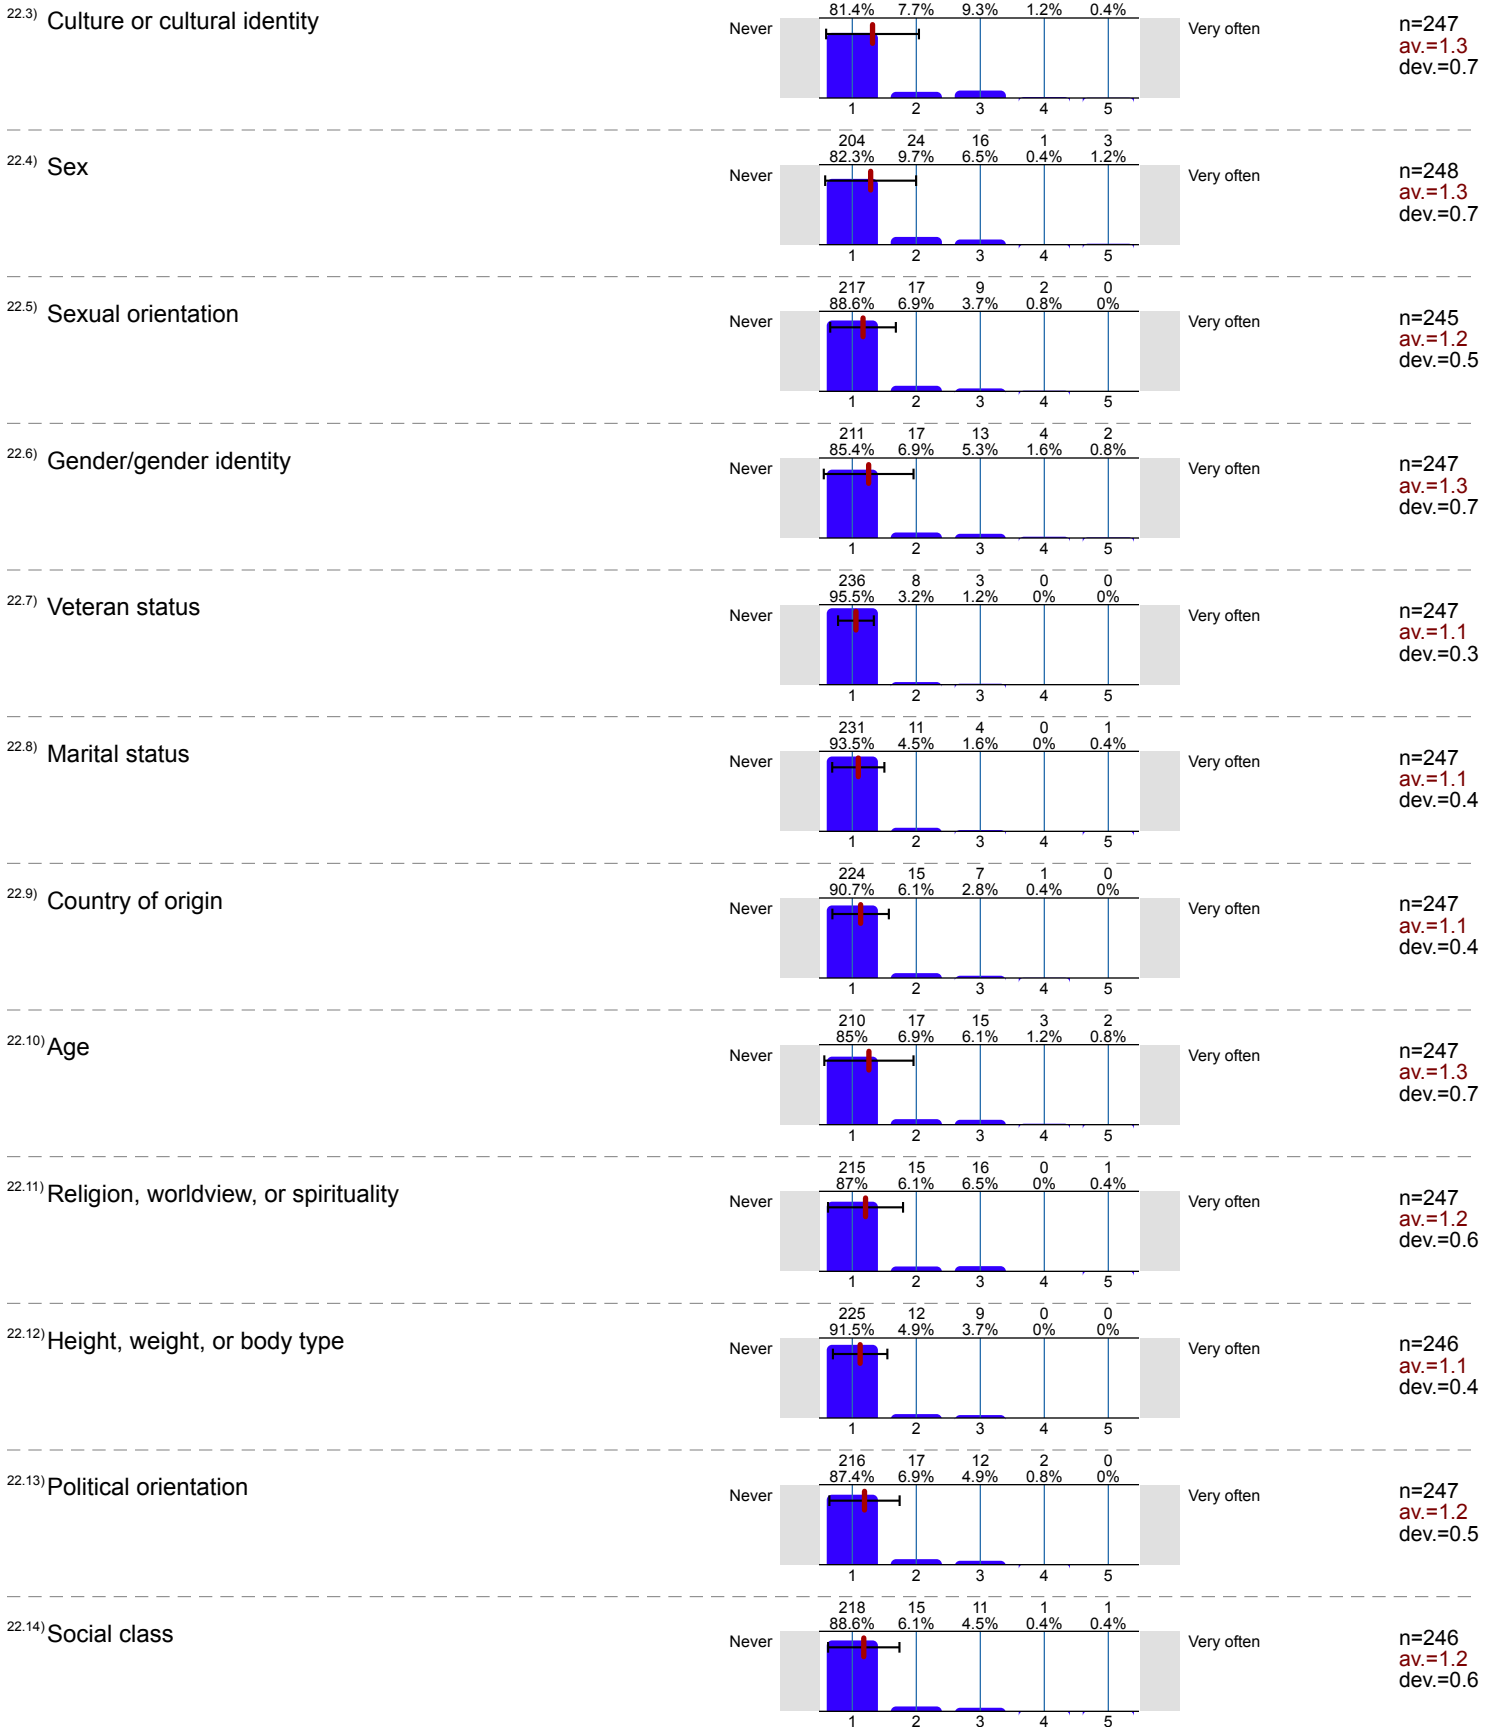 22.3) Culture or cultural identity
81.4% 7.7% 9.3% 1.2% 0.4%
Never Very often
1 2 3 4 5
n=247
av.=1.3
dev.=0.7
22.4) Sex
204 24 16 1 3
82.3% 9.7% 6.5% 0.4% 1.2%
Never Very often
1 2 3 4 5
n=248
av.=1.3
dev.=0.7
22.5) Sexual orientation
217 17 9 2 0
88.6% 6.9% 3.7% 0.8% 0%
Never Very often
1 2 3 4 5
n=245
av.=1.2
dev.=0.5
22.6) Gender/gender identity
211 17 13 4 2
85.4% 6.9% 5.3% 1.6% 0.8%
Never Very often
1 2 3 4 5
n=247
av.=1.3
dev.=0.7
22.7) Veteran status
236 8 3 0 0
95.5% 3.2% 1.2% 0% 0%
Never Very often
1 2 3 4 5
n=247
av.=1.1
dev.=0.3
22.8) Marital status
231 11 4 0 1
93.5% 4.5% 1.6% 0% 0.4%
Never Very often
1 2 3 4 5
n=247
av.=1.1
dev.=0.4
22.9) Country of origin
224 15 7 1 0
90.7% 6.1% 2.8% 0.4% 0%
Never Very often
1 2 3 4 5
n=247
av.=1.1
dev.=0.4
22.10) Age
210 17 15 3 2
85% 6.9% 6.1% 1.2% 0.8%
Never Very often
1 2 3 4 5
n=247
av.=1.3
dev.=0.7
22.11) Religion, worldview, or spirituality
215 15 16 0 1
87% 6.1% 6.5% 0% 0.4%
Never Very often
1 2 3 4 5
n=247
av.=1.2
dev.=0.6
22.12) Height, weight, or body type
225 12 9 0 0
91.5% 4.9% 3.7% 0% 0%
Never Very often
1 2 3 4 5
n=246
av.=1.1
dev.=0.4
22.13) Political orientation
216 17 12 2 0
87.4% 6.9% 4.9% 0.8% 0%
Never Very often
1 2 3 4 5
n=247
av.=1.2
dev.=0.5
22.14) Social class
218 15 11 1 1
88.6% 6.1% 4.5% 0.4% 0.4%
Never Very often
1 2 3 4 5
n=246
av.=1.2
dev.=0.6